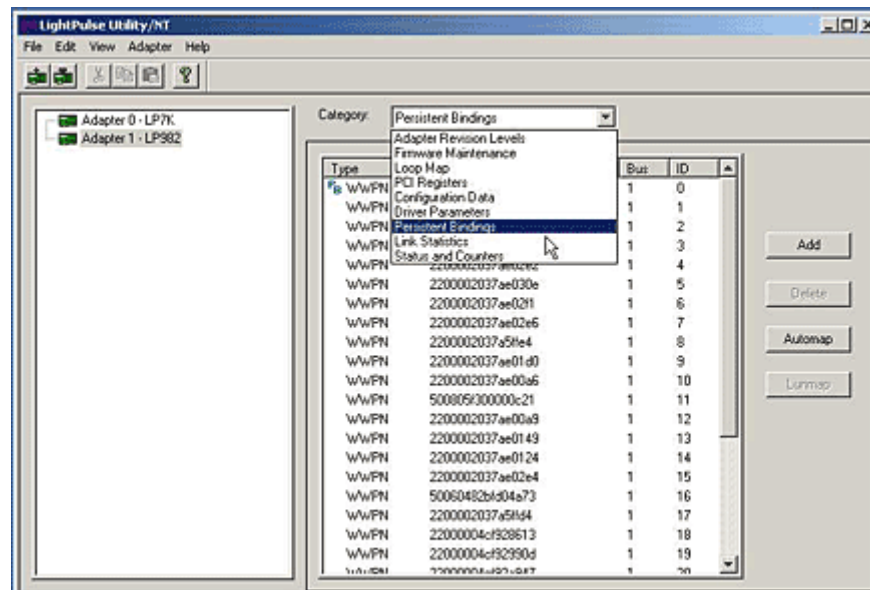 LightPulse Utility/NT
File Edit View Adapter Help
Adapter 0 - LP7K
Adapter 1 - LP982
Category: Persistent Bindings
Adapter Revision Levels
Firmware Maintenance
Loop Map
PCI Registers
Configuration Data
Driver Parameters
Persistent Bindings
Link Statistics
Status and Counters
Type Bus ID
WWPN 1 0
WWPN 1 1
WWPN 1 2
WWPN 1 3
WWPN 2200002037ae02e2 1 4
WWPN 2200002037ae030e 1 5
WWPN 2200002037ae02f1 1 6
WWPN 2200002037ae02e6 1 7
WWPN 2200002037a5ffe4 1 8
WWPN 2200002037ae01d0 1 9
WWPN 2200002037ae00a6 1 10
WWPN 500805f300000c21 1 11
WWPN 2200002037ae00a9 1 12
WWPN 2200002037ae0149 1 13
WWPN 2200002037ae0124 1 14
WWPN 2200002037ae02e4 1 15
WWPN 50060482bfd04a73 1 16
WWPN 2200002037a5ffd4 1 17
WWPN 22000004cf928613 1 18
WWPN 22000004cf92990d 1 19
WWPN 1 20
Add
Delete
Automap
Lunmap